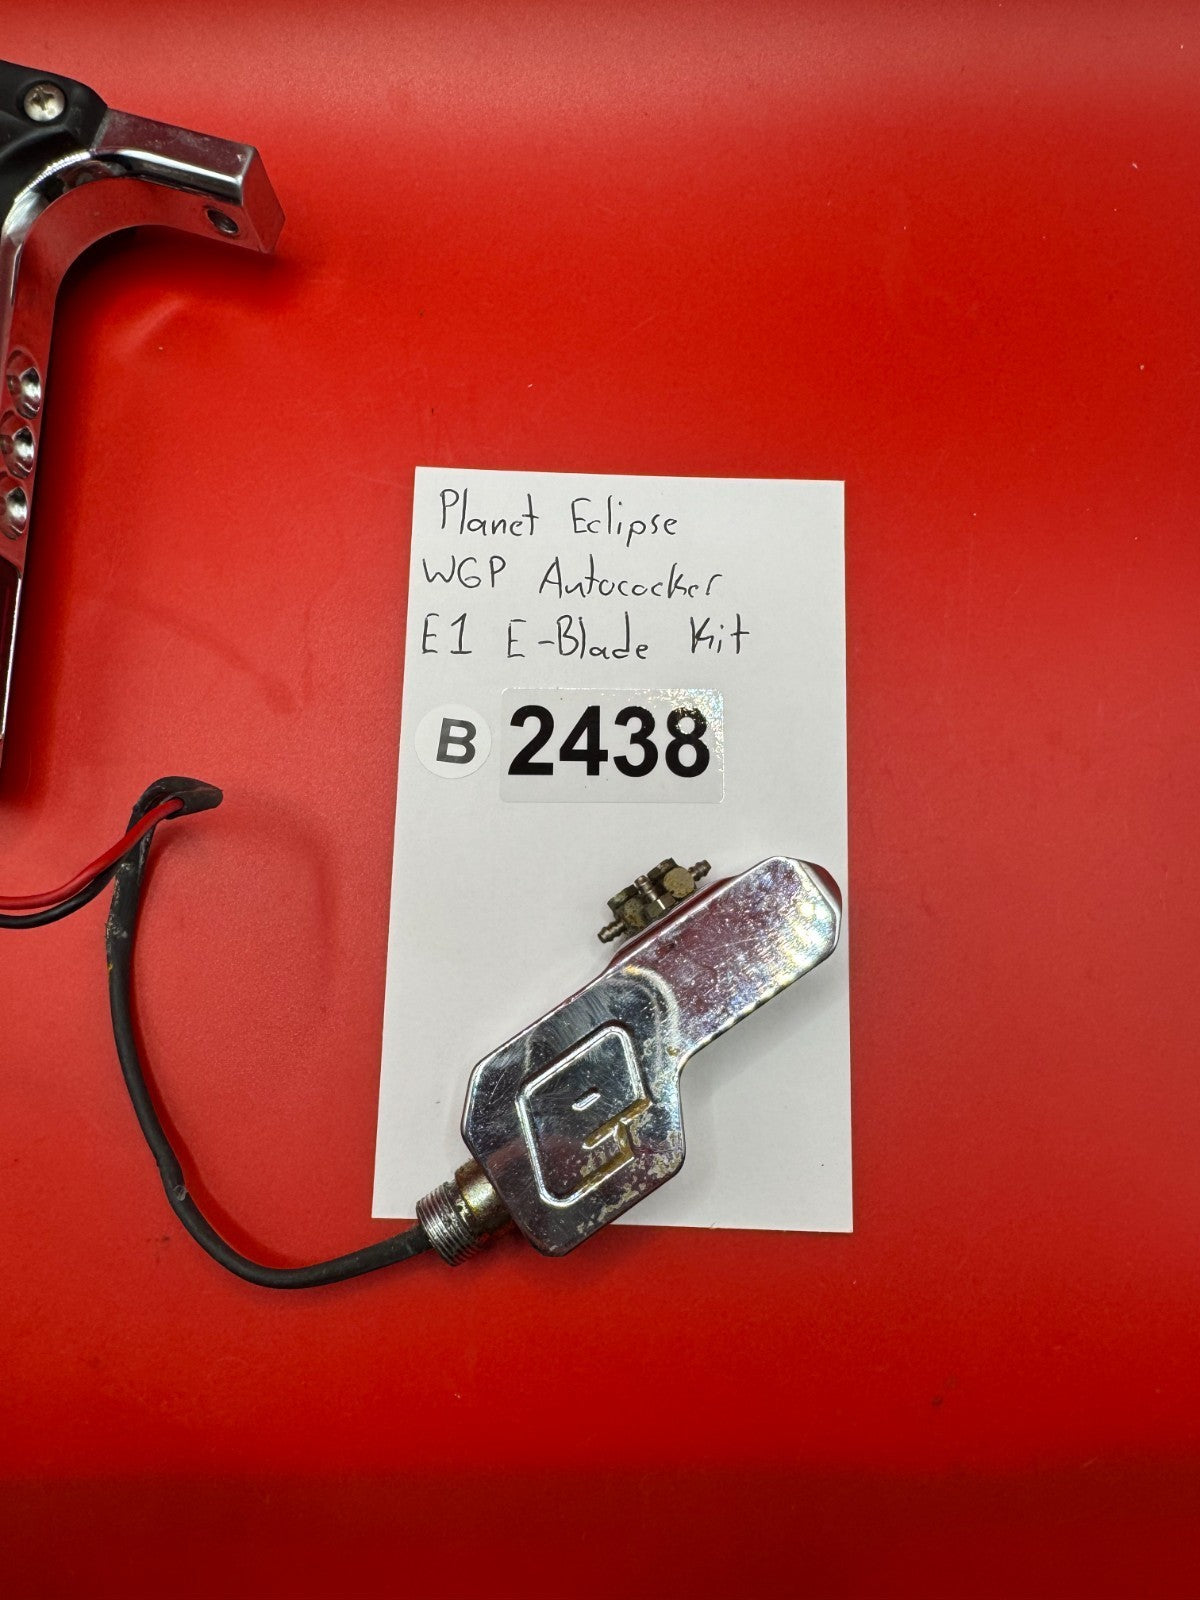 Planet Eclipse
WGP Autococker
E1 E-Blade Kit
B 2438